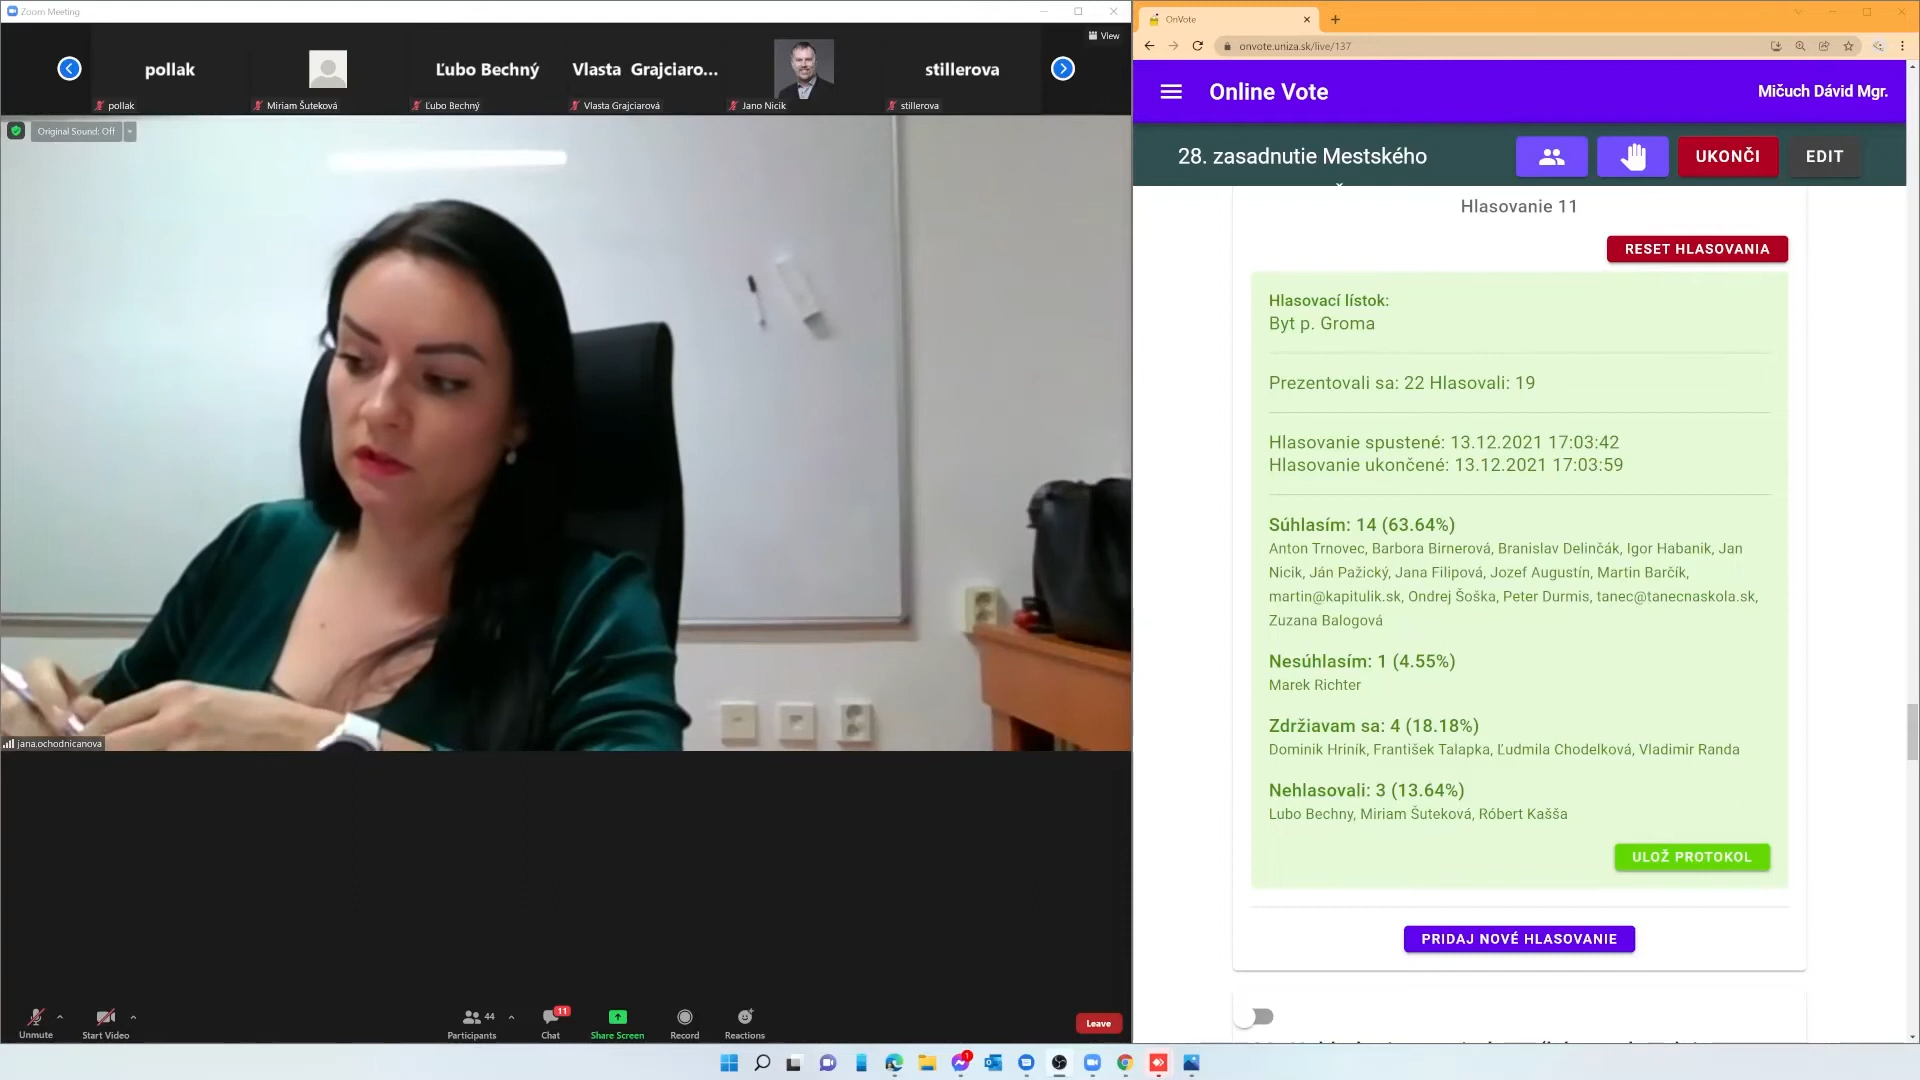 Zoom Meeting
View
pollak
Ľubo Bechný
Vlasta Grajciaro...
stillerova
pollak
Miriam Šuteková
Ľubo Bechný
Vlasta Grajciarová
Jano Nicik
stillerova
Original Sound: Off
jana.ochodnicanova
Unmute
Start Video
44
Participants
11
Chat
Share Screen
Record
Reactions
Leave
OnVote
onvote.uniza.sk/live/137
Online Vote
Mičuch Dávid Mgr.
28. zasadnutie Mestského
UKONČI
EDIT
Hlasovanie 11
RESET HLASOVANIA
Hlasovací lístok:
Byt p. Groma
Prezentovali sa: 22 Hlasovali: 19
Hlasovanie spustené: 13.12.2021 17:03:42
Hlasovanie ukončené: 13.12.2021 17:03:59
Súhlasím: 14 (63.64%)
Anton Trnovec, Barbora Birnerová, Branislav Delinčák, Igor Habanik, Jan
Nicik, Ján Pažický, Jana Filipová, Jozef Augustín, Martin Barčík,
martin@kapitulik.sk, Ondrej Šoška, Peter Durmis, tanec@tanecnaskola.sk,
Zuzana Balogová
Nesúhlasím: 1 (4.55%)
Marek Richter
Zdržiavam sa: 4 (18.18%)
Dominik Hriník, František Talapka, Ľudmila Chodelková, Vladimir Randa
Nehlasovali: 3 (13.64%)
Lubo Bechny, Miriam Šuteková, Róbert Kašša
ULOŽ PROTOKOL
PRIDAJ NOVÉ HLASOVANIE
1